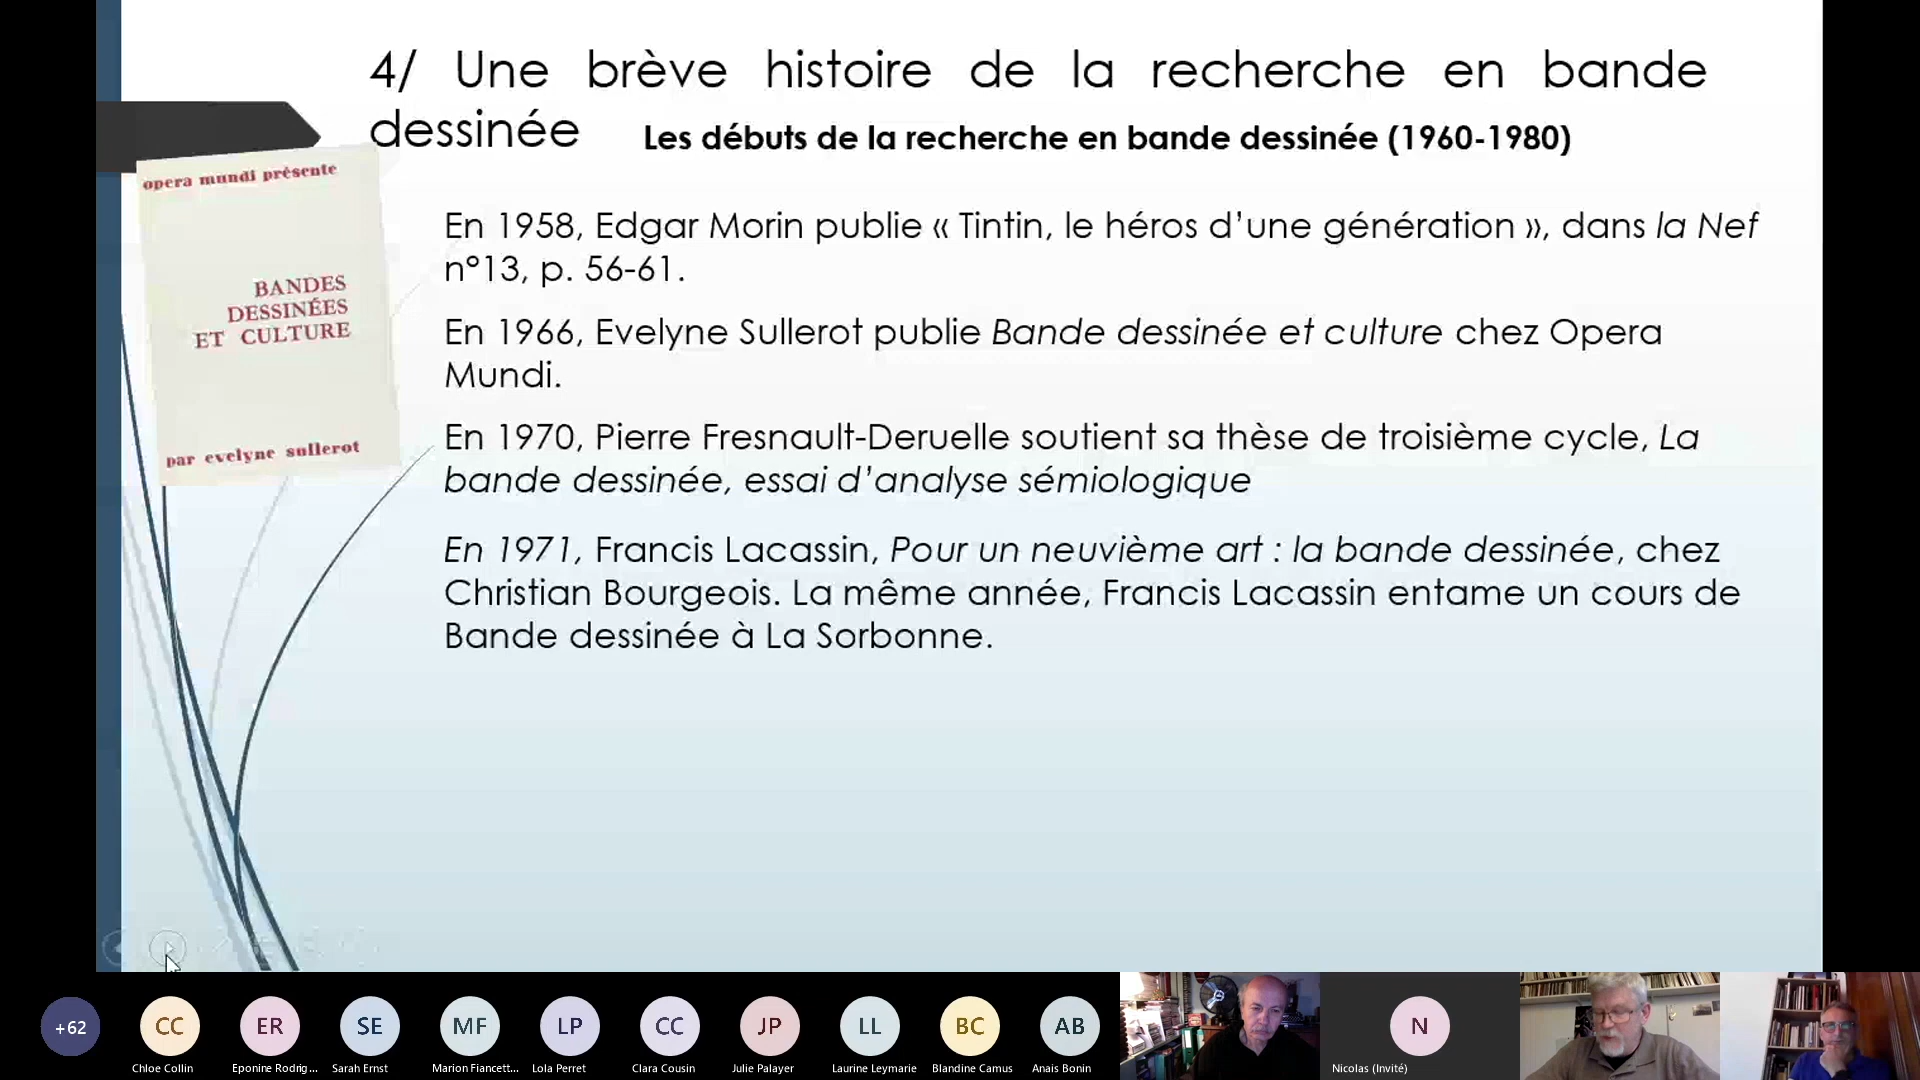 4/ Une brève histoire de la recherche en bande
dessinée
Les débuts de la recherche en bande dessinée (1960-1980)
opera mundi présente
BANDES
DESSINÉES
ET CULTURE
par evelyne sullerot
En 1958, Edgar Morin publie « Tintin, le héros d’une génération », dans la Nef
n°13, p. 56-61.
En 1966, Evelyne Sullerot publie Bande dessinée et culture chez Opera
Mundi.
En 1970, Pierre Fresnault-Deruelle soutient sa thèse de troisième cycle, La
bande dessinée, essai d’analyse sémiologique
En 1971, Francis Lacassin, Pour un neuvième art : la bande dessinée, chez
Christian Bourgeois. La même année, Francis Lacassin entame un cours de
Bande dessinée à La Sorbonne.
+62
CC
ER
SE
MF
LP
CC
JP
LL
BC
AB
N
Chloe Collin
Eponine Rodrig...
Sarah Ernst
Marion Fiancett...
Lola Perret
Clara Cousin
Julie Palayer
Laurine Leymarie
Blandine Camus
Anais Bonin
Nicolas (Invité)